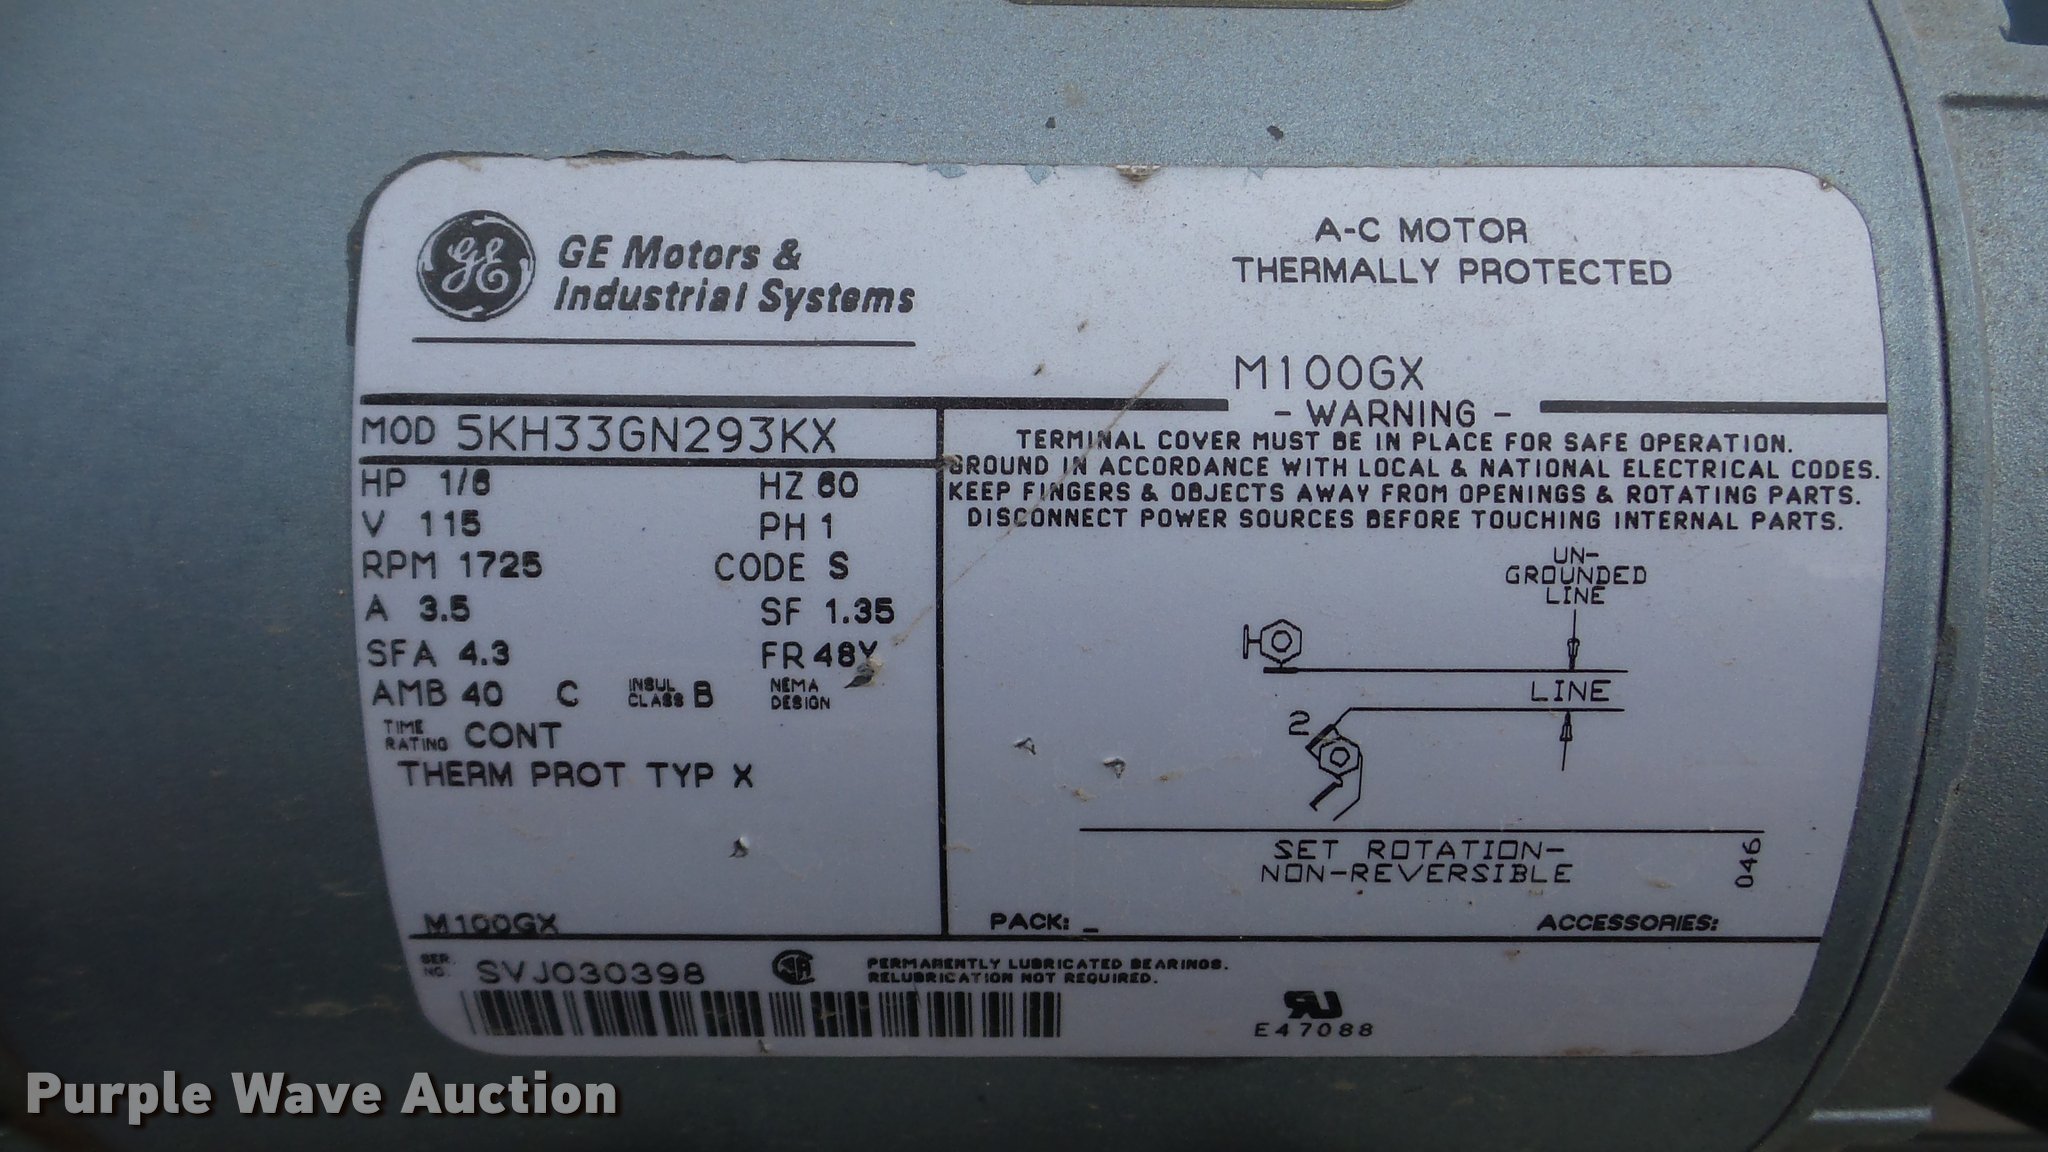 GE
GE Motors &
Industrial Systems
A-C MOTOR
THERMALLY PROTECTED
M100GX
MOD 5KH33GN293KX
HP 1/6 HZ 60
V 115 PH 1
RPM 1725 CODE S
A 3.5 SF 1.35
SFA 4.3 FR 48Y
AMB 40 C INSUL CLASS B NEMA DESIGN
TIME RATING CONT
THERM PROT TYP X
M100GX
- WARNING -
TERMINAL COVER MUST BE IN PLACE FOR SAFE OPERATION.
GROUND IN ACCORDANCE WITH LOCAL & NATIONAL ELECTRICAL CODES.
KEEP FINGERS & OBJECTS AWAY FROM OPENINGS & ROTATING PARTS.
DISCONNECT POWER SOURCES BEFORE TOUCHING INTERNAL PARTS.
UN-
GROUNDED
LINE
LINE
2
SET ROTATION-
NON-REVERSIBLE
046
PACK: _ ACCESSORIES:
SER. NO. SVJ030398
PERMANENTLY LUBRICATED BEARINGS.
RELUBRICATION NOT REQUIRED.
E47088
Purple Wave Auction